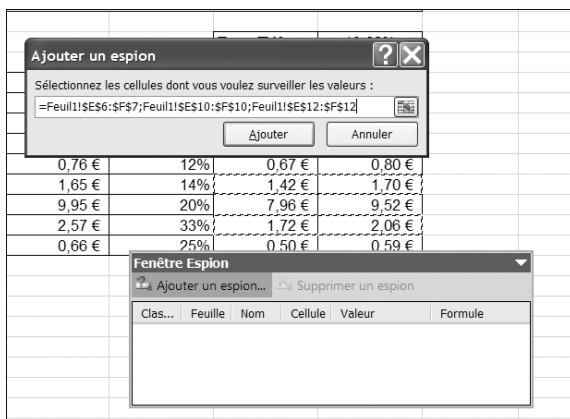 Ajouter un espion
Sélectionnez les cellules dont vous voulez surveiller les valeurs :
=Feuil1!$E$6:$F$7;Feuil1!$E$10:$F$10;Feuil1!$E$12:$F$12
Ajouter Annuler
0,76 € 12% 0,67 € 0,80 €
1,65 € 14% 1,42 € 1,70 €
9,95 € 20% 7,96 € 9,52 €
2,57 € 33% 1,72 € 2,06 €
0,66 € 25% 0,50 € 0,59 €
Fenêtre Espion
Ajouter un espion... Supprimer un espion
Clas... Feuille Nom Cellule Valeur Formule